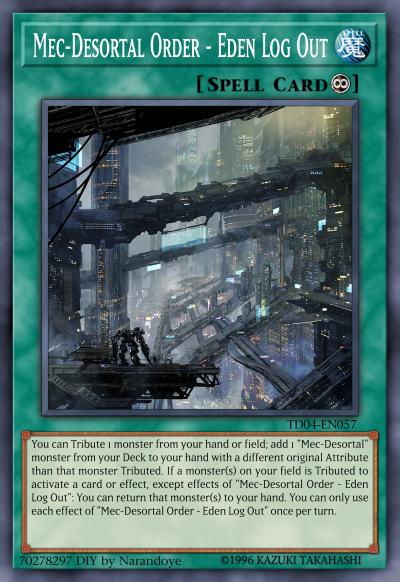 Mec-Desortal Order - Eden Log Out
魔
[Spell Card]
TD04-EN057
You can Tribute 1 monster from your hand or field; add 1 "Mec-Desortal"
monster from your Deck to your hand with a different original Attribute
than that monster Tributed. If a monster(s) on your field is Tributed to
activate a card or effect, except effects of "Mec-Desortal Order - Eden
Log Out": You can return that monster(s) to your hand. You can only use
each effect of "Mec-Desortal Order - Eden Log Out" once per turn.
70278297 DIY by Narandoye ©1996 KAZUKI TAKAHASHI